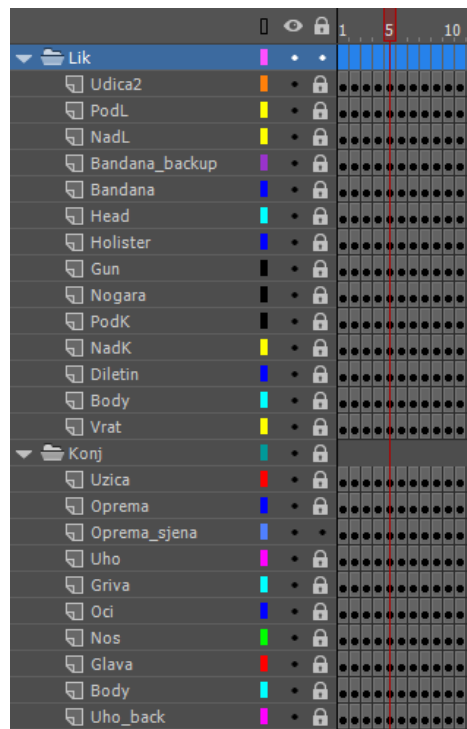 1 5 10
Lik
Udica2
PodL
NadL
Bandana_backup
Bandana
Head
Holister
Gun
Nogara
PodK
NadK
Diletin
Body
Vrat
Konj
Uzica
Oprema
Oprema_sjena
Uho
Griva
Oci
Nos
Glava
Body
Uho_back